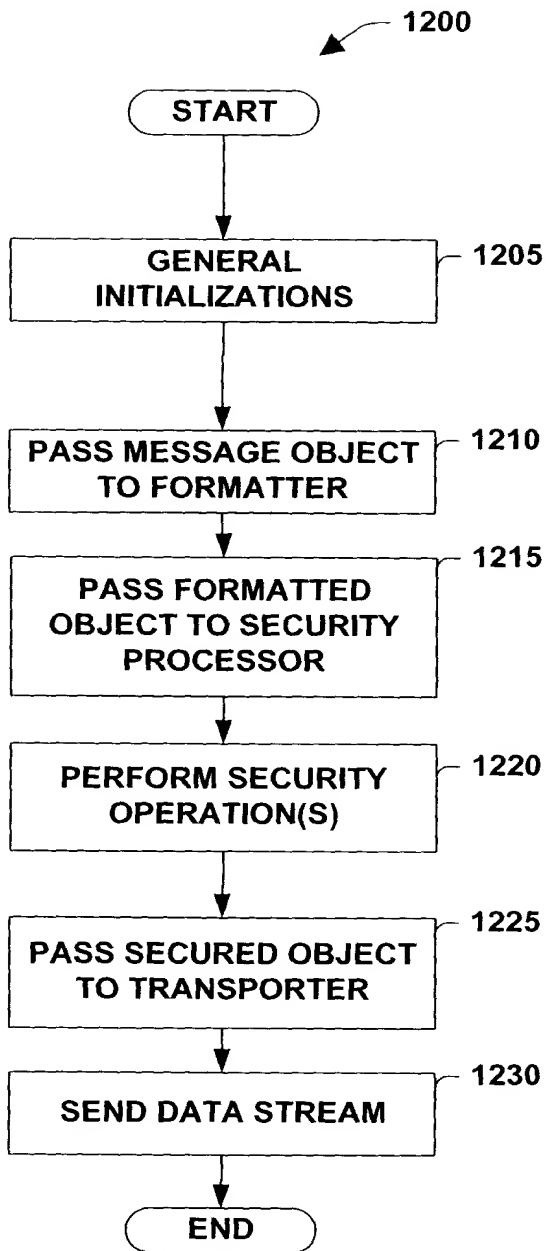 1200
START
GENERAL
INITIALIZATIONS
1205
PASS MESSAGE OBJECT
TO FORMATTER
1210
PASS FORMATTED
OBJECT TO SECURITY
PROCESSOR
1215
PERFORM SECURITY
OPERATION(S)
1220
PASS SECURED OBJECT
TO TRANSPORTER
1225
SEND DATA STREAM
1230
END